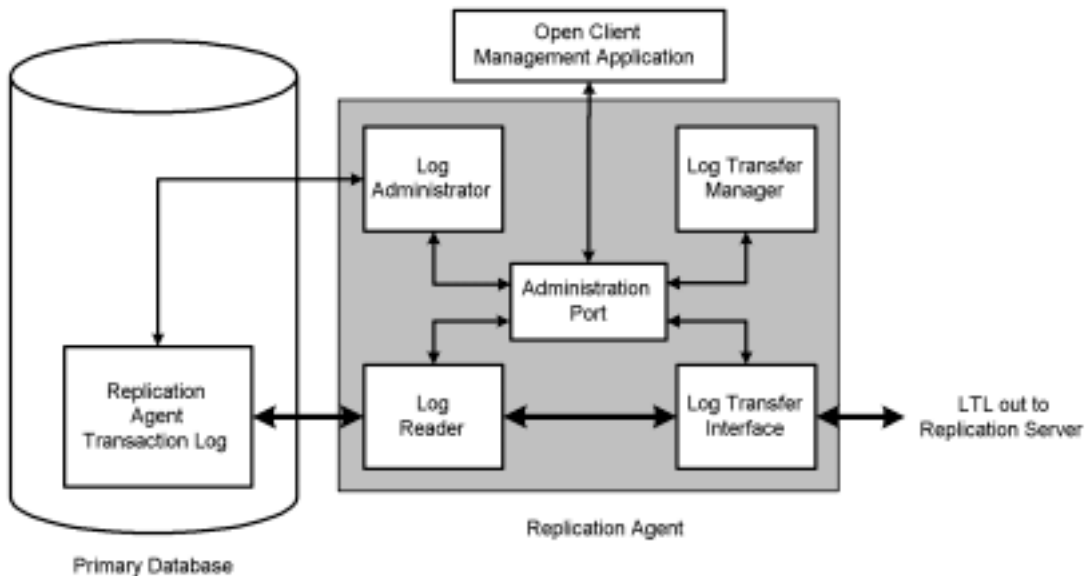 Open Client
Management Application
Log
Administrator
Log Transfer
Manager
Administration
Port
Replication
Agent
Transaction Log
Log
Reader
Log Transfer
Interface
LTL out to
Replication Server
Replication Agent
Primary Database